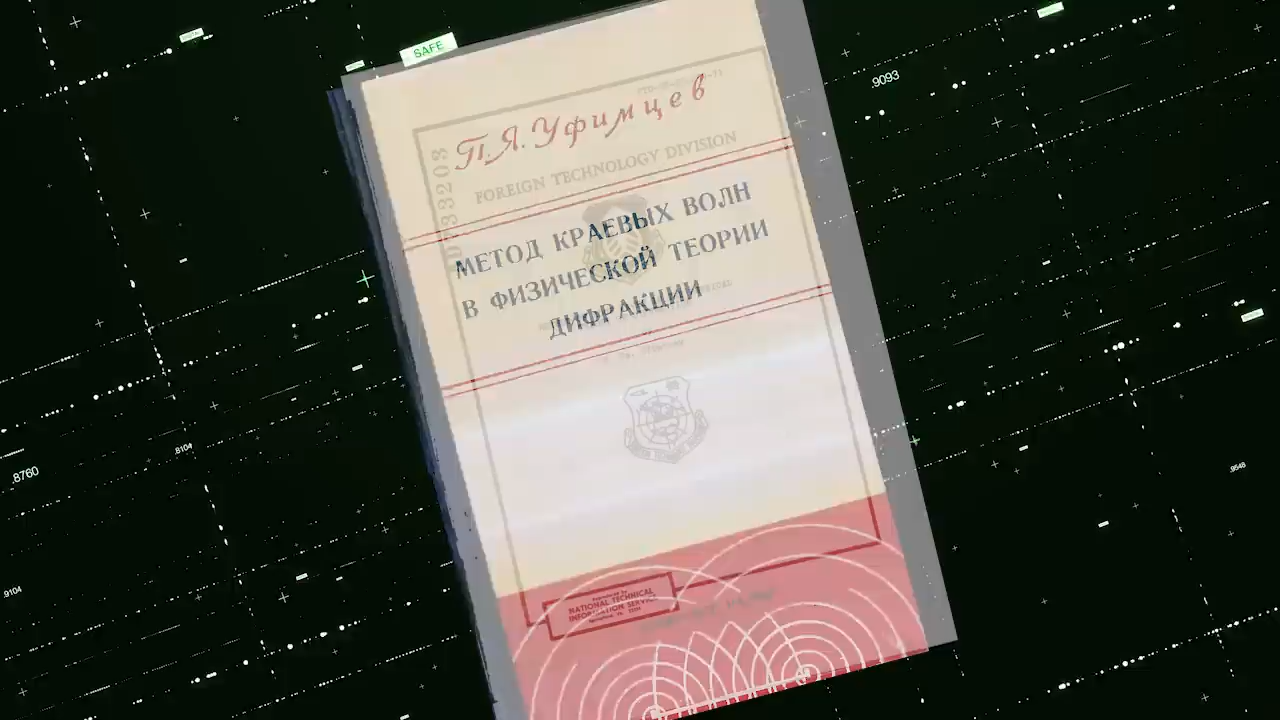 SAFE
.9093
П.Я.Уфимцев
FOREIGN TECHNOLOGY DIVISION
МЕТОД КРАЕВЫХ ВОЛН
В ФИЗИЧЕСКОЙ ТЕОРИИ
ДИФРАКЦИИ
.8104
.8760
.9548
.9104
NATIONAL TECHNICAL
INFORMATION SERVICE